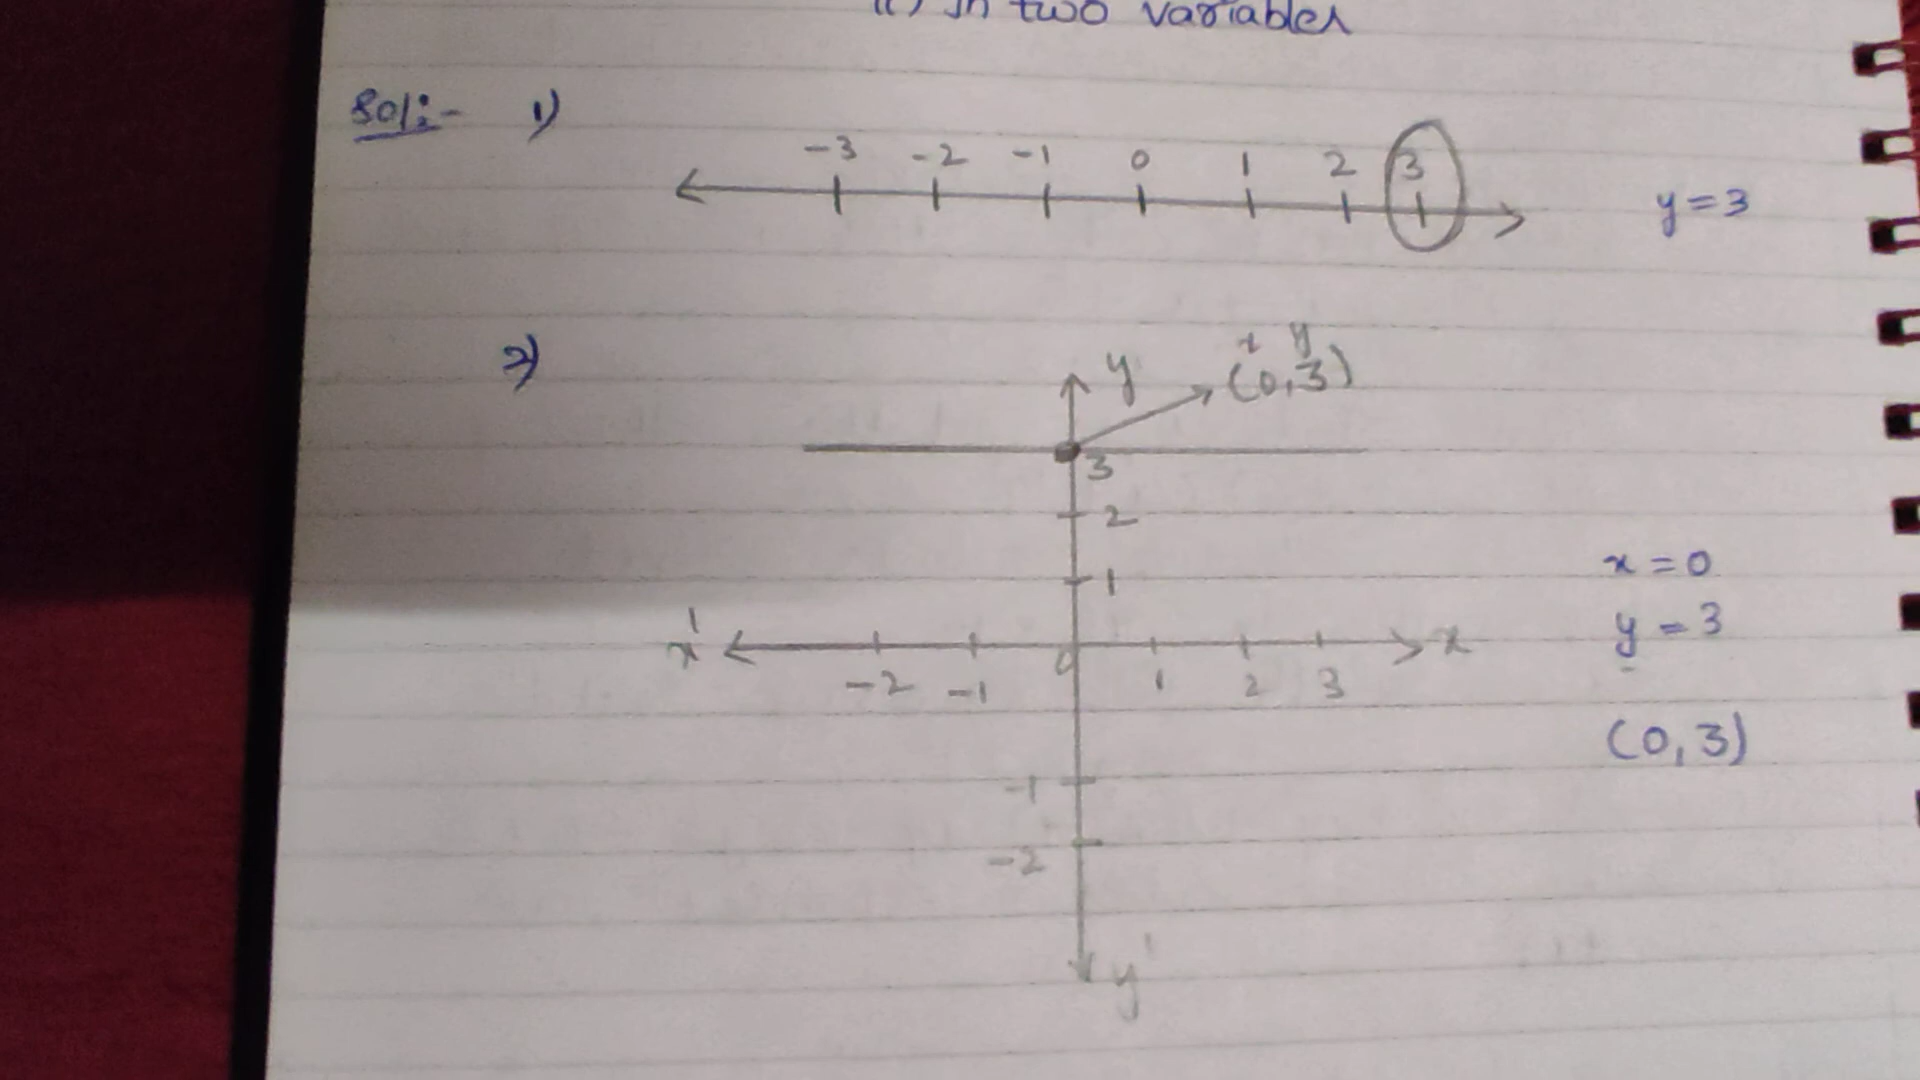 ii) In two variables
Sol:- 1)
-3 -2 -1 0 1 2 3
y=3
2)
x y
y (0,3)
3
2
1
x=0
y=3
x' 0 x
-2 -1 1 2 3
(0,3)
-1
-2
y'